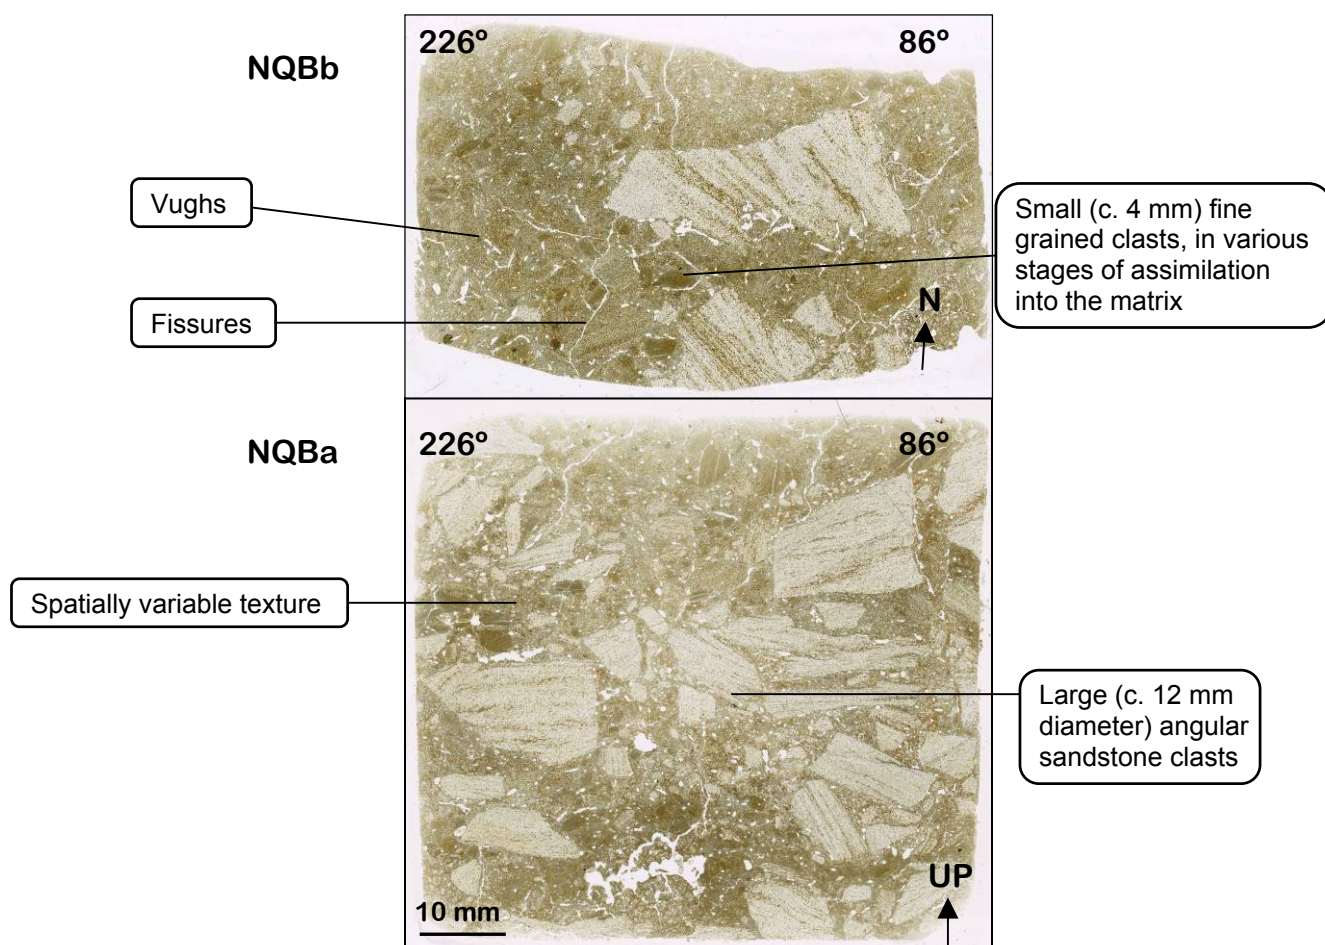 226º
86º
NQBb
Vughs
Small (c. 4 mm) fine
grained clasts, in various
stages of assimilation
into the matrix
Fissures
N
226º
86º
NQBa
Spatially variable texture
Large (c. 12 mm
diameter) angular
sandstone clasts
UP
10 mm